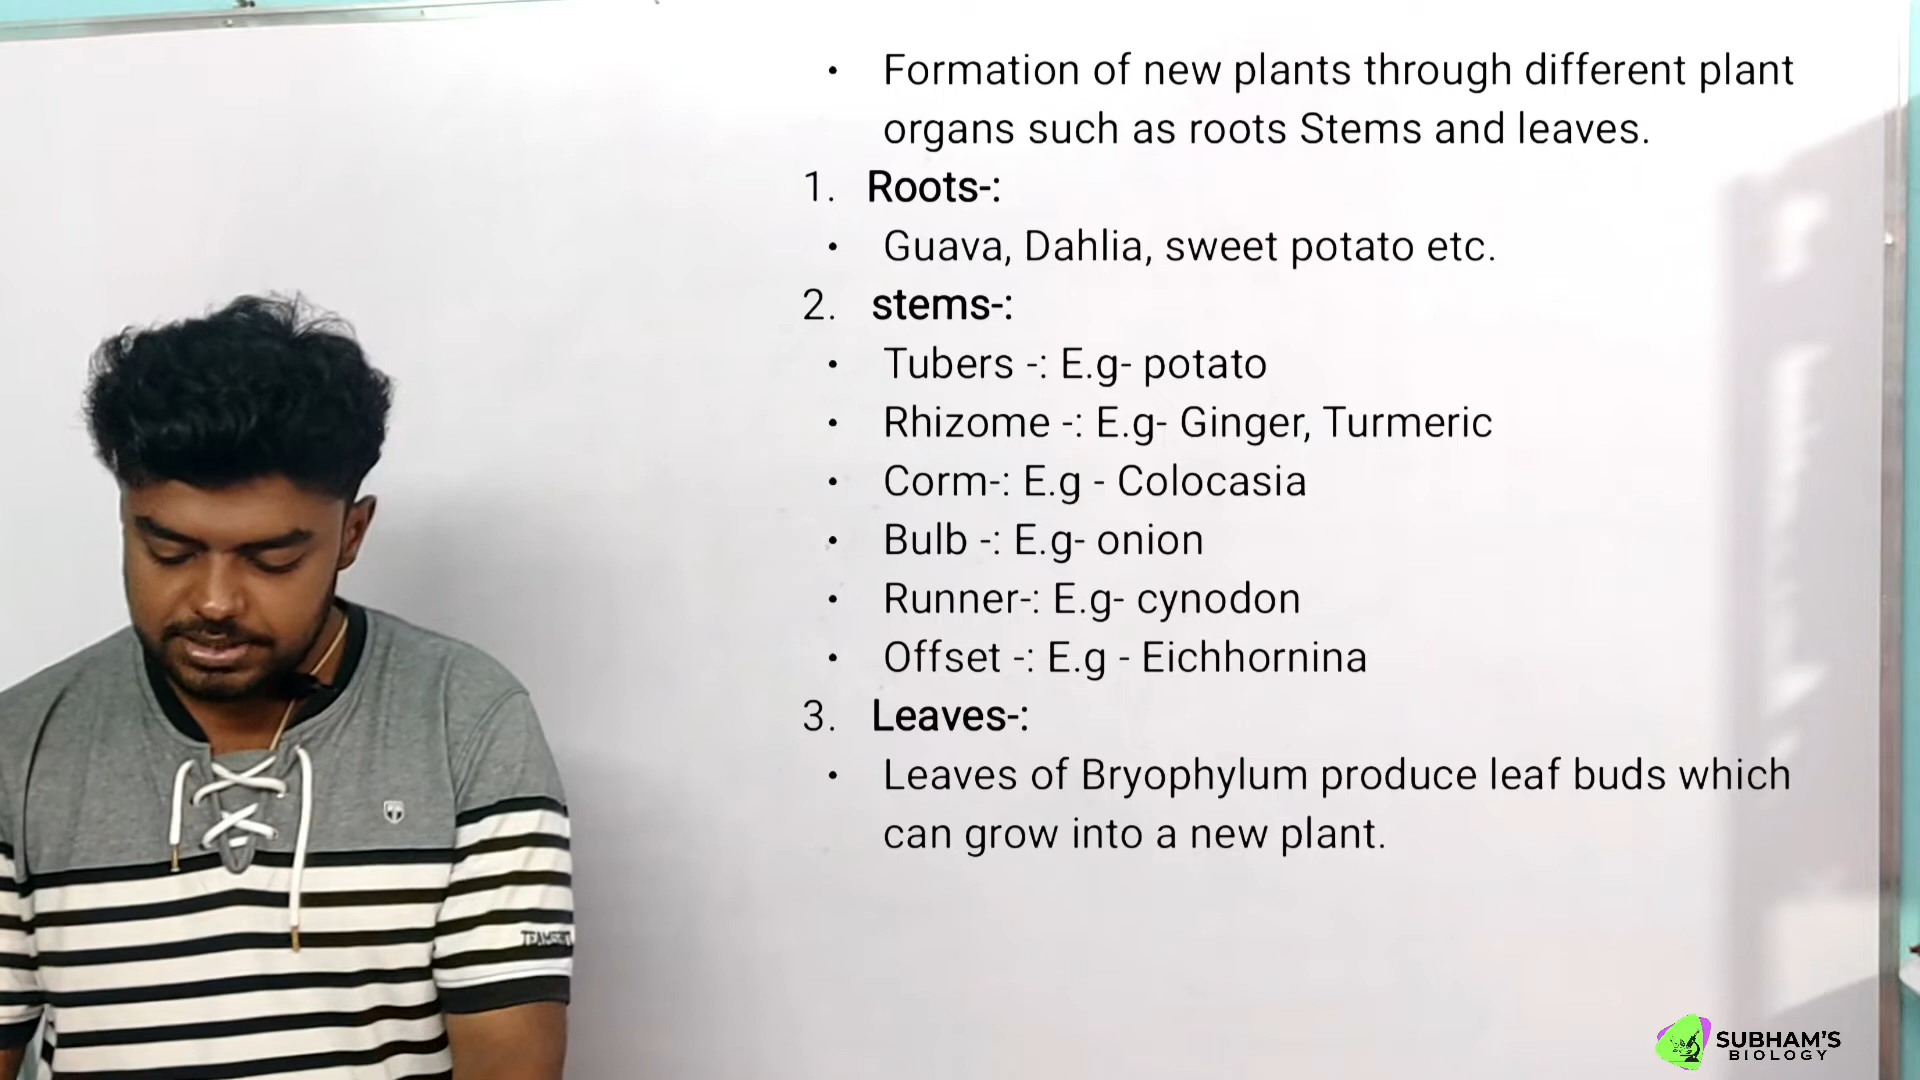 • Formation of new plants through different plant
organs such as roots Stems and leaves.
1. Roots-:
• Guava, Dahlia, sweet potato etc.
2. stems-:
• Tubers -: E.g- potato
• Rhizome -: E.g- Ginger, Turmeric
• Corm-: E.g - Colocasia
• Bulb -: E.g- onion
• Runner-: E.g- cynodon
• Offset -: E.g - Eichhornina
3. Leaves-:
• Leaves of Bryophylum produce leaf buds which
can grow into a new plant.
SUBHAM'S
BIOLOGY